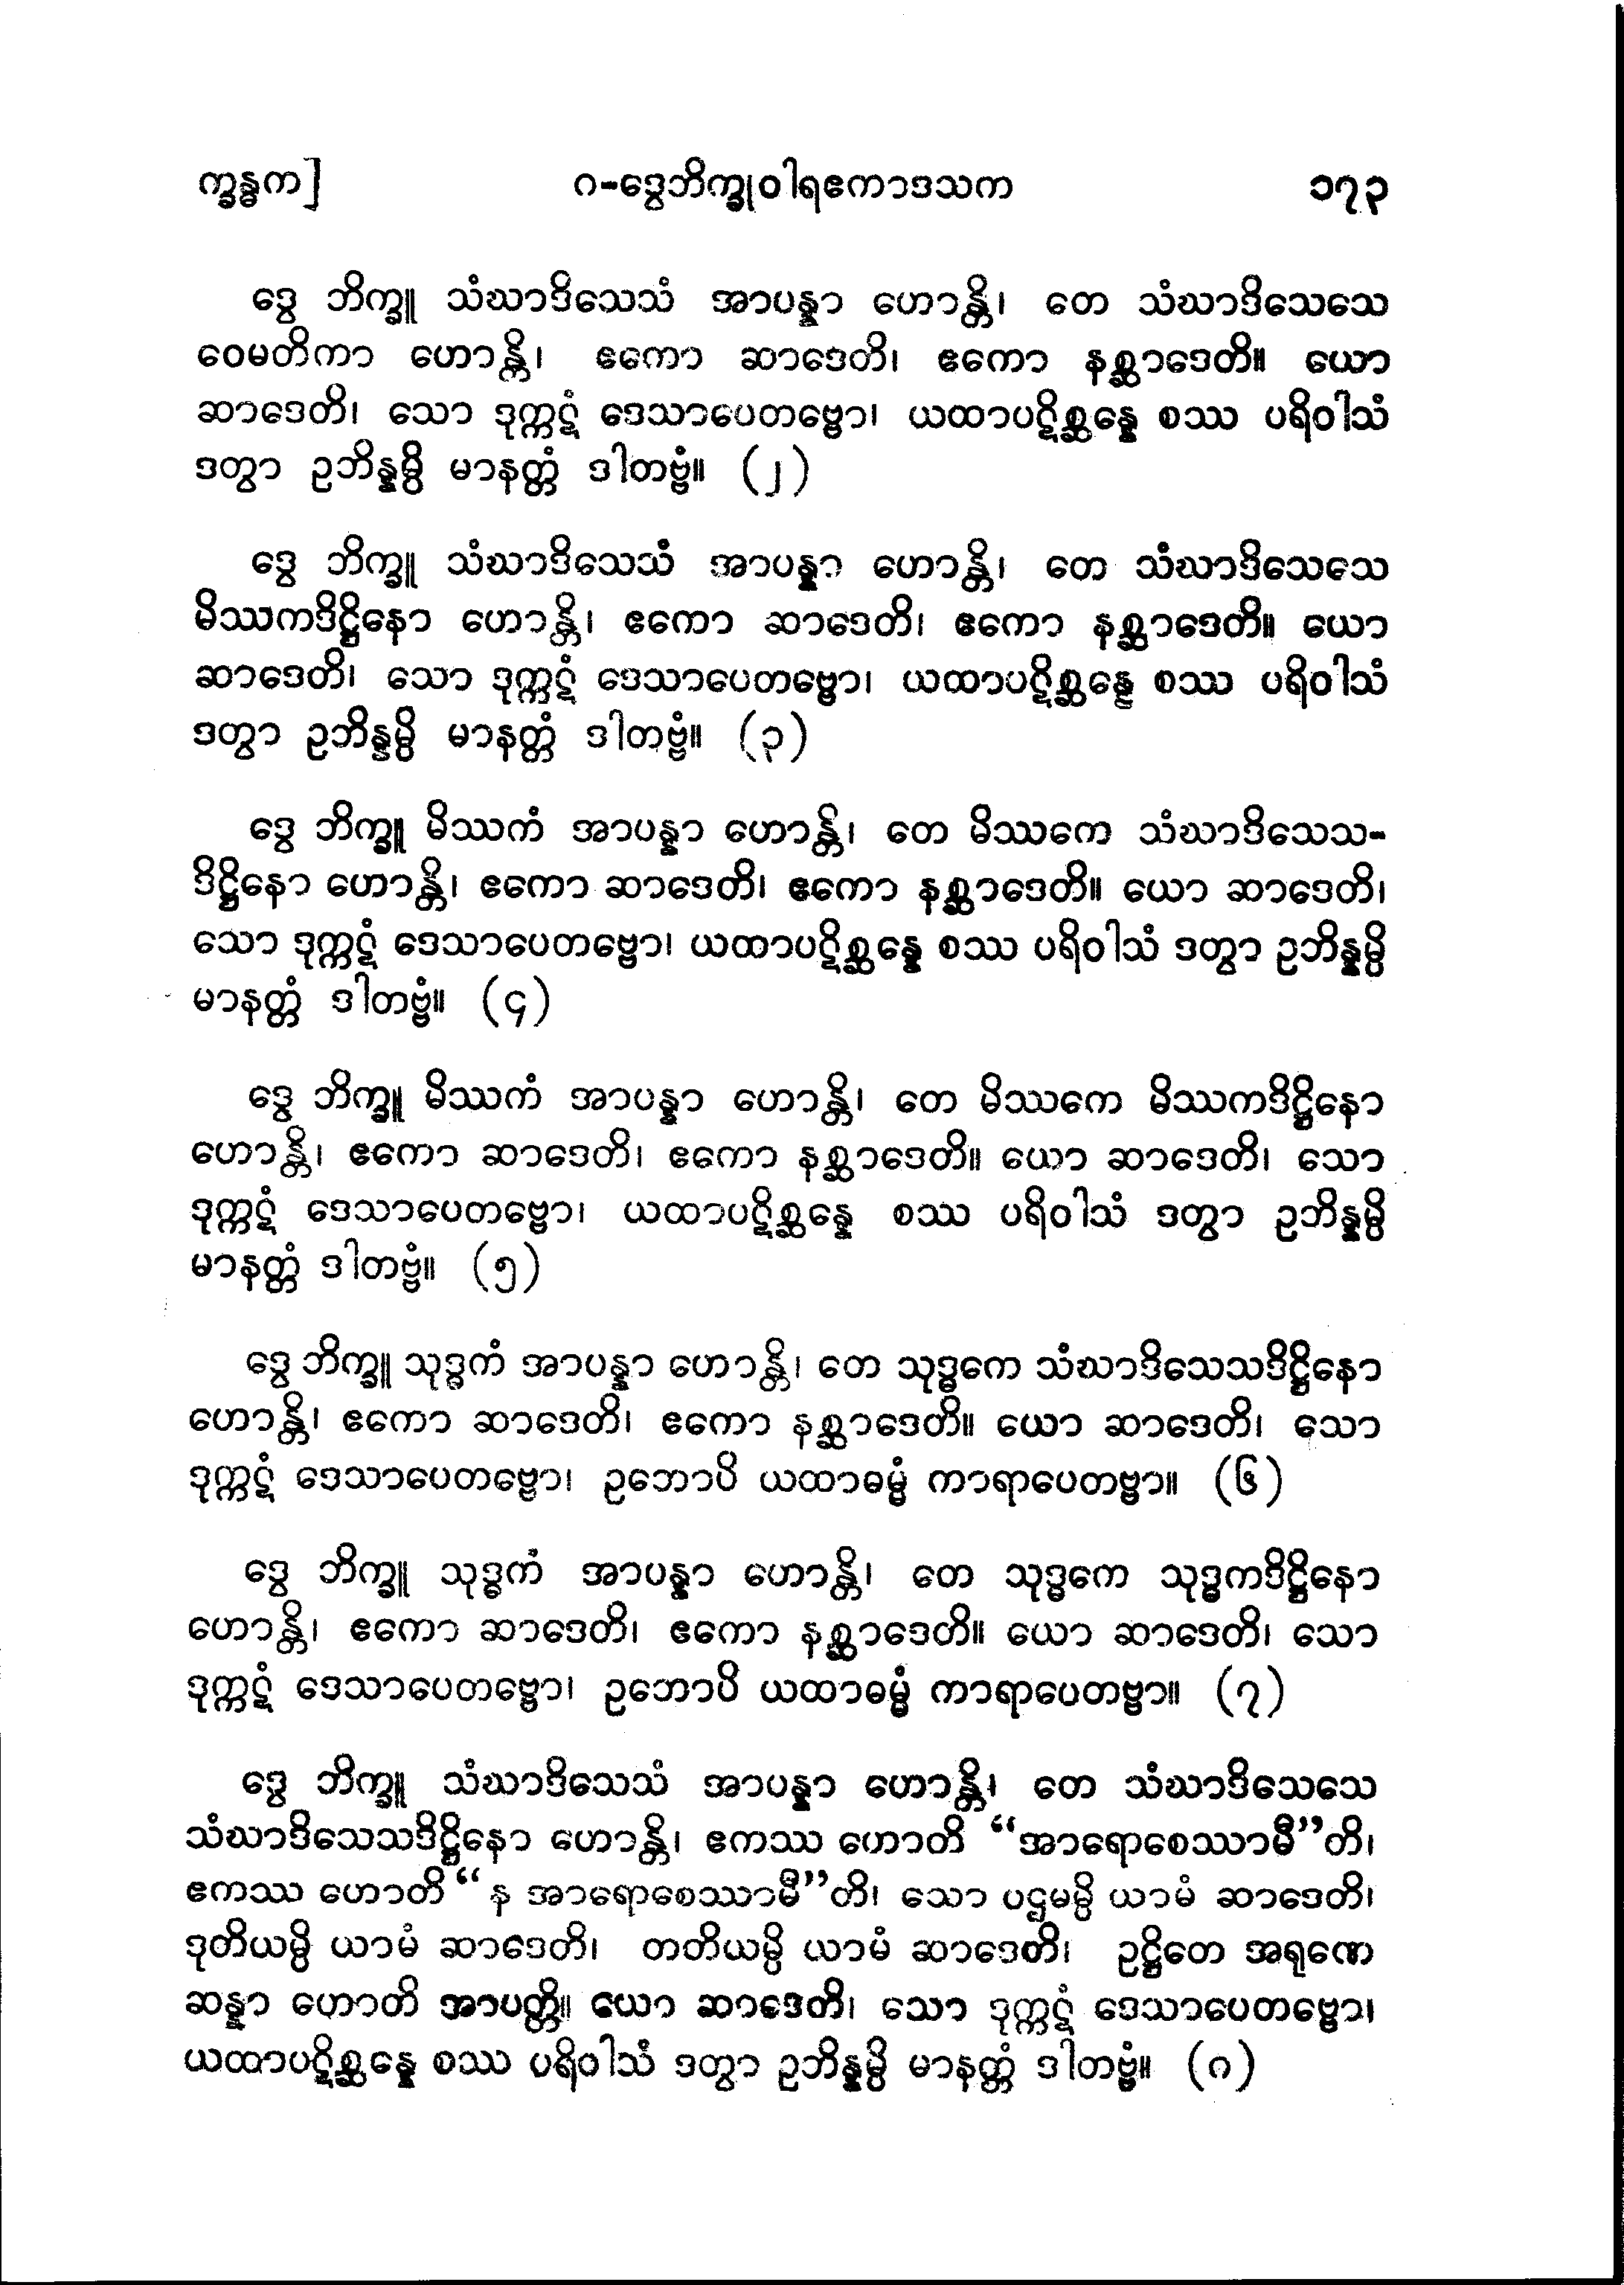 က္ခန္ဓက]
ဂ-ဒွေဘိက္ခုဝါရဧကာဒသက
၁၇၃
ဒွေ ဘိက္ခူ သံဃာဒိသေသံ အာပန္နာ ဟောန္တိ၊ တေ သံဃာဒိသေသေ
ဝေမတိကာ ဟောန္တိ၊ ဧကော ဆာဒေတိ၊ ဧကော နစ္ဆာဒေတိ။ ယော
ဆာဒေတိ၊ သော ဒုက္ကဋံ ဒေသာပေတဗ္ဗော၊ ယထာပဋိစ္ဆန္နေ စဿ ပရိဝါသံ
ဒတွာ ဥဘိန္နမ္ပိ မာနတ္တံ ဒါတဗ္ဗံ။ (၂)
ဒွေ ဘိက္ခူ သံဃာဒိသေသံ အာပန္နာ ဟောန္တိ၊ တေ သံဃာဒိသေသေ
မိဿကဒိဋ္ဌိနော ဟောန္တိ၊ ဧကော ဆာဒေတိ၊ ဧကော နစ္ဆာဒေတိ။ ယော
ဆာဒေတိ၊ သော ဒုက္ကဋံ ဒေသာပေတဗ္ဗော၊ ယထာပဋိစ္ဆန္နေ စဿ ပရိဝါသံ
ဒတွာ ဥဘိန္နမ္ပိ မာနတ္တံ ဒါတဗ္ဗံ။ (၃)
ဒွေ ဘိက္ခူ မိဿကံ အာပန္နာ ဟောန္တိ၊ တေ မိဿကေ သံဃာဒိသေသ-
ဒိဋ္ဌိနော ဟောန္တိ၊ ဧကော ဆာဒေတိ၊ ဧကော နစ္ဆာဒေတိ။ ယော ဆာဒေတိ၊
သော ဒုက္ကဋံ ဒေသာပေတဗ္ဗော၊ ယထာပဋိစ္ဆန္နေ စဿ ပရိဝါသံ ဒတွာ ဥဘိန္နမ္ပိ
မာနတ္တံ ဒါတဗ္ဗံ။ (၄)
ဒွေ ဘိက္ခူ မိဿကံ အာပန္နာ ဟောန္တိ၊ တေ မိဿကေ မိဿကဒိဋ္ဌိနော
ဟောန္တိ၊ ဧကော ဆာဒေတိ၊ ဧကော နစ္ဆာဒေတိ။ ယော ဆာဒေတိ၊ သော
ဒုက္ကဋံ ဒေသာပေတဗ္ဗော၊ ယထာပဋိစ္ဆန္နေ စဿ ပရိဝါသံ ဒတွာ ဥဘိန္နမ္ပိ
မာနတ္တံ ဒါတဗ္ဗံ။ (၅)
ဒွေ ဘိက္ခူ သုဒ္ဓကံ အာပန္နာ ဟောန္တိ၊ တေ သုဒ္ဓကေ သံဃာဒိသေသဒိဋ္ဌိနော
ဟောန္တိ၊ ဧကော ဆာဒေတိ၊ ဧကော နစ္ဆာဒေတိ။ ယော ဆာဒေတိ၊ သော
ဒုက္ကဋံ ဒေသာပေတဗ္ဗော၊ ဥဘောပိ ယထာဓမ္မံ ကာရာပေတဗ္ဗာ။ (၆)
ဒွေ ဘိက္ခူ သုဒ္ဓကံ အာပန္နာ ဟောန္တိ၊ တေ သုဒ္ဓကေ သုဒ္ဓကဒိဋ္ဌိနော
ဟောန္တိ၊ ဧကော ဆာဒေတိ၊ ဧကော နစ္ဆာဒေတိ။ ယော ဆာဒေတိ၊ သော
ဒုက္ကဋံ ဒေသာပေတဗ္ဗော၊ ဥဘောပိ ယထာဓမ္မံ ကာရာပေတဗ္ဗာ။ (၇)
ဒွေ ဘိက္ခူ သံဃာဒိသေသံ အာပန္နာ ဟောန္တိ၊ တေ သံဃာဒိသေသေ
သံဃာဒိသေသဒိဋ္ဌိနော ဟောန္တိ၊ ဧကဿ ဟောတိ “အာရောစေဿာမီ”တိ၊
ဧကဿ ဟောတိ “န အာရောစေဿာမီ”တိ၊ သော ပဌမမ္ပိ ယာမံ ဆာဒေတိ၊
ဒုတိယမ္ပိ ယာမံ ဆာဒေတိ၊ တတိယမ္ပိ ယာမံ ဆာဒေတိ၊ ဥဋ္ဌိတေ အရုဏေ
ဆန္နာ ဟောတိ အာပတ္တိ။ ယော ဆာဒေတိ၊ သော ဒုက္ကဋံ ဒေသာပေတဗ္ဗော၊
ယထာပဋိစ္ဆန္နေ စဿ ပရိဝါသံ ဒတွာ ဥဘိန္နမ္ပိ မာနတ္တံ ဒါတဗ္ဗံ။ (၈)